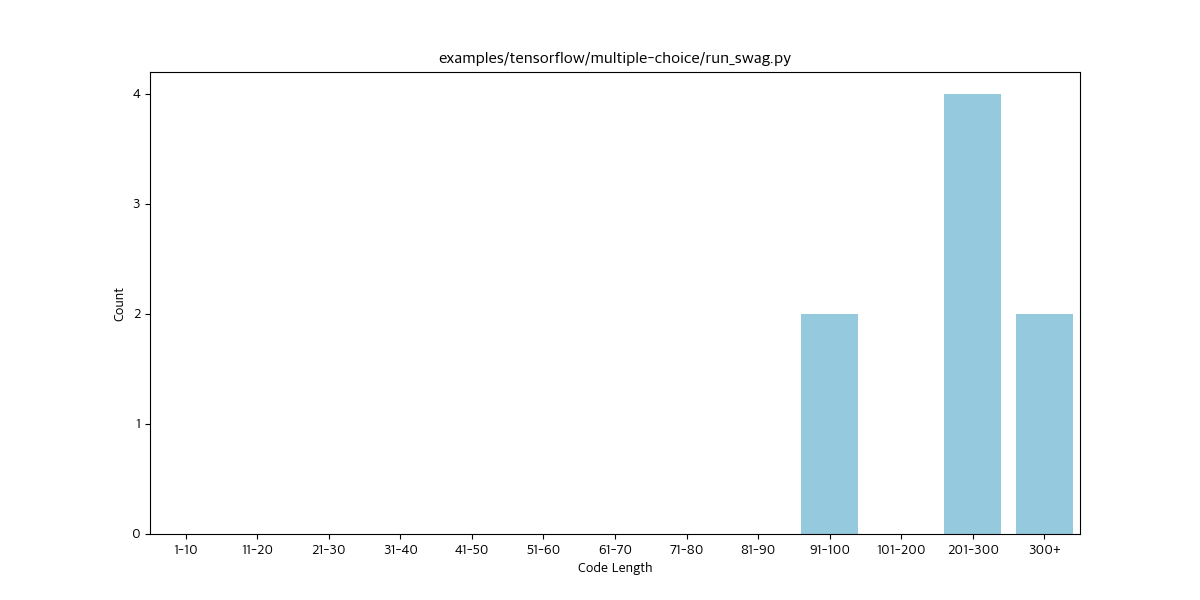 examples/tensorflow/multiple-choice/run_swag.py
4
3
2
1
0
Count
1-10 11-20 21-30 31-40 41-50 51-60 61-70 71-80 81-90 91-100 101-200 201-300 300+
Code Length